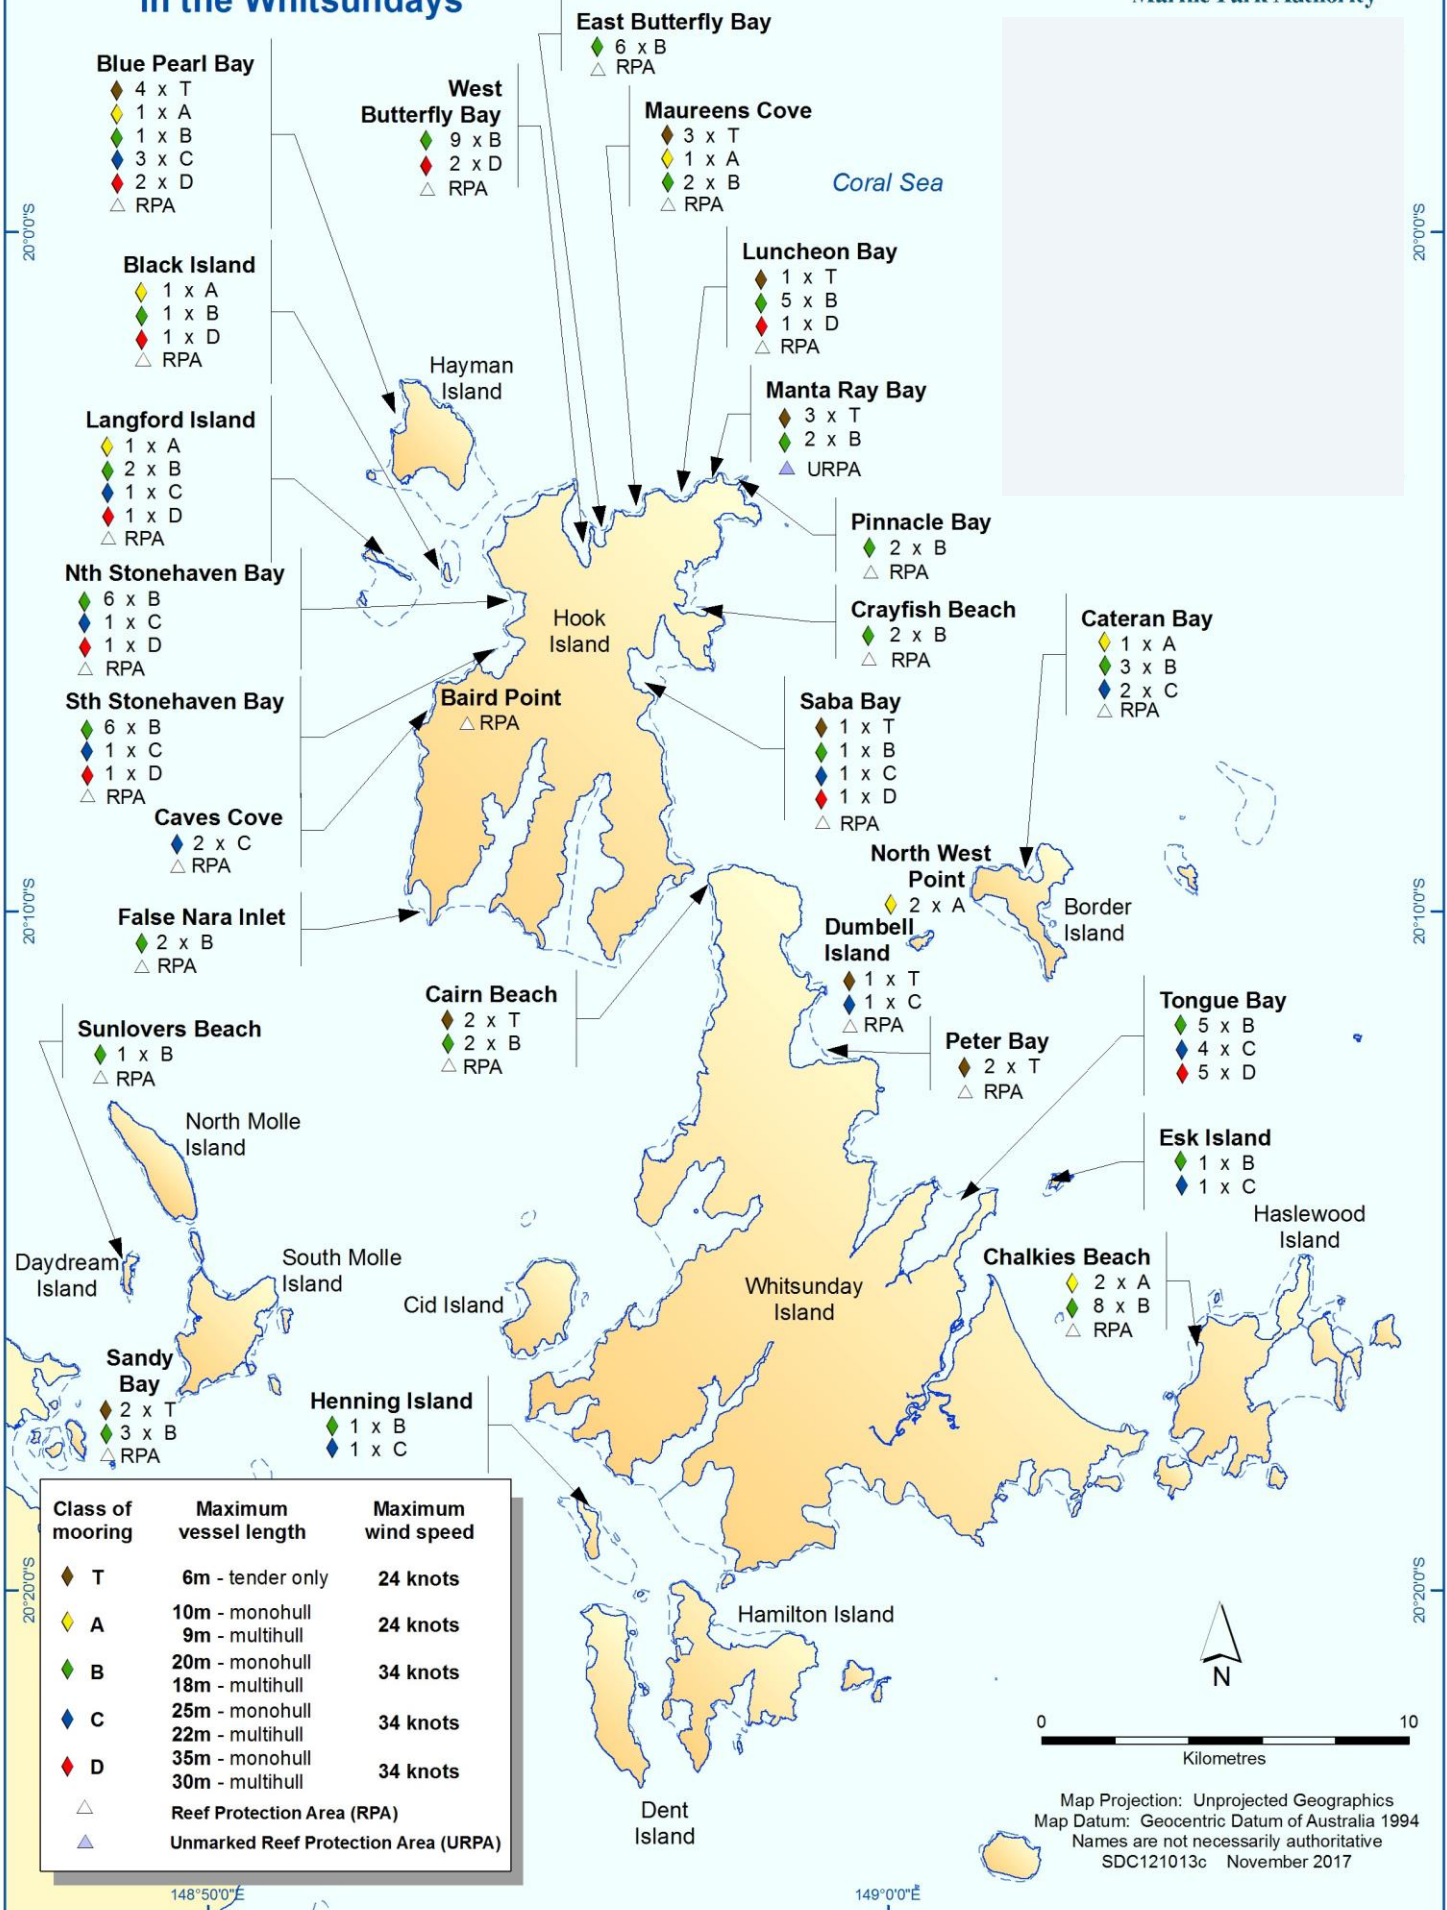 in the Whitsundays
East Butterfly Bay
6 x B
RPA
Blue Pearl Bay
4 x T
1 x A
1 x B
3 x C
2 x D
RPA
West
Butterfly Bay
9 x B
2 x D
RPA
Maureens Cove
3 x T
1 x A
2 x B
RPA
Coral Sea
20°0'0"S
20°0'0"S
Luncheon Bay
1 x T
5 x B
1 x D
RPA
Black Island
1 x A
1 x B
1 x D
RPA
Hayman
Island
Manta Ray Bay
3 x T
2 x B
URPA
Langford Island
1 x A
2 x B
1 x C
1 x D
RPA
Pinnacle Bay
2 x B
RPA
Nth Stonehaven Bay
6 x B
1 x C
1 x D
RPA
Hook
Island
Crayfish Beach
2 x B
RPA
Cateran Bay
1 x A
3 x B
2 x C
RPA
Sth Stonehaven Bay
6 x B
1 x C
1 x D
RPA
Baird Point
RPA
Saba Bay
1 x T
1 x B
1 x C
1 x D
RPA
Caves Cove
2 x C
RPA
North West
Point
2 x A
False Nara Inlet
2 x B
RPA
20°10'0"S
20°10'0"S
Border
Island
Dumbell
Island
1 x T
1 x C
RPA
Cairn Beach
2 x T
2 x B
RPA
Tongue Bay
5 x B
4 x C
5 x D
Sunlovers Beach
1 x B
RPA
Peter Bay
2 x T
RPA
North Molle
Island
Esk Island
1 x B
1 x C
Haslewood
Island
Daydream
Island
South Molle
Island
Cid Island
Whitsunday
Island
Chalkies Beach
2 x A
8 x B
RPA
Sandy
Bay
2 x T
3 x B
RPA
Henning Island
1 x B
1 x C
Class of
mooring
Maximum
vessel length
Maximum
wind speed
T
6m - tender only
24 knots
A
10m - monohull
9m - multihull
24 knots
B
20m - monohull
18m - multihull
34 knots
C
25m - monohull
22m - multihull
34 knots
D
35m - monohull
30m - multihull
34 knots
Reef Protection Area (RPA)
Unmarked Reef Protection Area (URPA)
20°20'0"S
20°20'0"S
Hamilton Island
Dent
Island
N
0
10
Kilometres
Map Projection: Unprojected Geographics
Map Datum: Geocentric Datum of Australia 1994
Names are not necessarily authoritative
SDC121013c November 2017
148°50'0"E
149°0'0"E